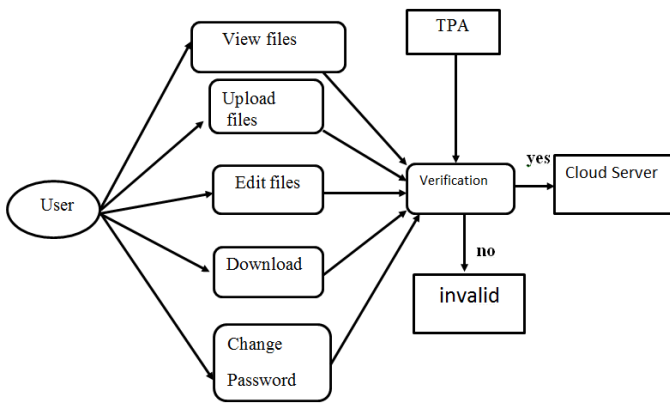 View files
TPA
Upload
files
User
Edit files
Verification
yes
Cloud Server
Download
no
invalid
Change
Password